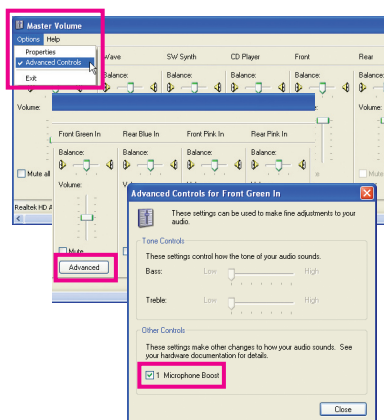 Master Volume
Options Help
Properties
Advanced Controls
Exit
Wave SW Synth CD Player Front Rear
Balance: Balance: Balance: Balance: Balance:
Volume: Volume:
Mute all Mute
Realtek HD A
Front Green In Rear Blue In Front Pink In Rear Pink In
Balance: Balance: Balance: Balance:
Volume:
Mute
Advanced
Advanced Controls for Front Green In
These settings can be used to make fine adjustments to your
audio.
Tone Controls
These settings control how the tone of your audio sounds.
Bass: Low High
Treble: Low High
Other Controls
These settings make other changes to how your audio sounds. See
your hardware documentation for details.
1 Microphone Boost
Close